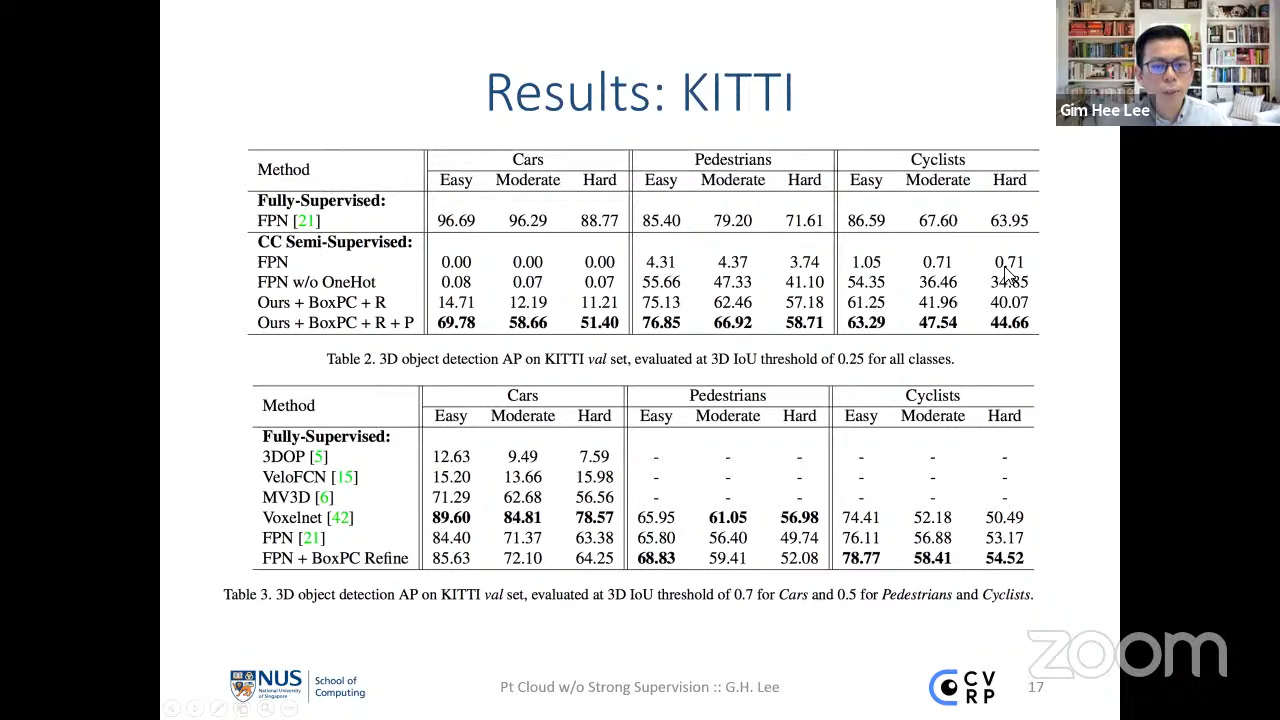 Results: KITTI
Gim Hee Lee
Method Cars Pedestrians Cyclists
Easy Moderate Hard Easy Moderate Hard Easy Moderate Hard
Fully-Supervised:
FPN [21] 96.69 96.29 88.77 85.40 79.20 71.61 86.59 67.60 63.95
CC Semi-Supervised:
FPN 0.00 0.00 0.00 4.31 4.37 3.74 1.05 0.71 0.71
FPN w/o OneHot 0.08 0.07 0.07 55.66 47.33 41.10 54.35 36.46 34.85
Ours + BoxPC + R 14.71 12.19 11.21 75.13 62.46 57.18 61.25 41.96 40.07
Ours + BoxPC + R + P 69.78 58.66 51.40 76.85 66.92 58.71 63.29 47.54 44.66
Table 2. 3D object detection AP on KITTI val set, evaluated at 3D IoU threshold of 0.25 for all classes.
Method Cars Pedestrians Cyclists
Easy Moderate Hard Easy Moderate Hard Easy Moderate Hard
Fully-Supervised:
3DOP [5] 12.63 9.49 7.59 - - - - - -
VeloFCN [15] 15.20 13.66 15.98 - - - - - -
MV3D [6] 71.29 62.68 56.56 - - - - - -
Voxelnet [42] 89.60 84.81 78.57 65.95 61.05 56.98 74.41 52.18 50.49
FPN [21] 84.40 71.37 63.38 65.80 56.40 49.74 76.11 56.88 53.17
FPN + BoxPC Refine 85.63 72.10 64.25 68.83 59.41 52.08 78.77 58.41 54.52
Table 3. 3D object detection AP on KITTI val set, evaluated at 3D IoU threshold of 0.7 for Cars and 0.5 for Pedestrians and Cyclists.
zoom
NUS
National University
of Singapore
School of
Computing
Pt Cloud w/o Strong Supervision :: G.H. Lee
CV
RP
17